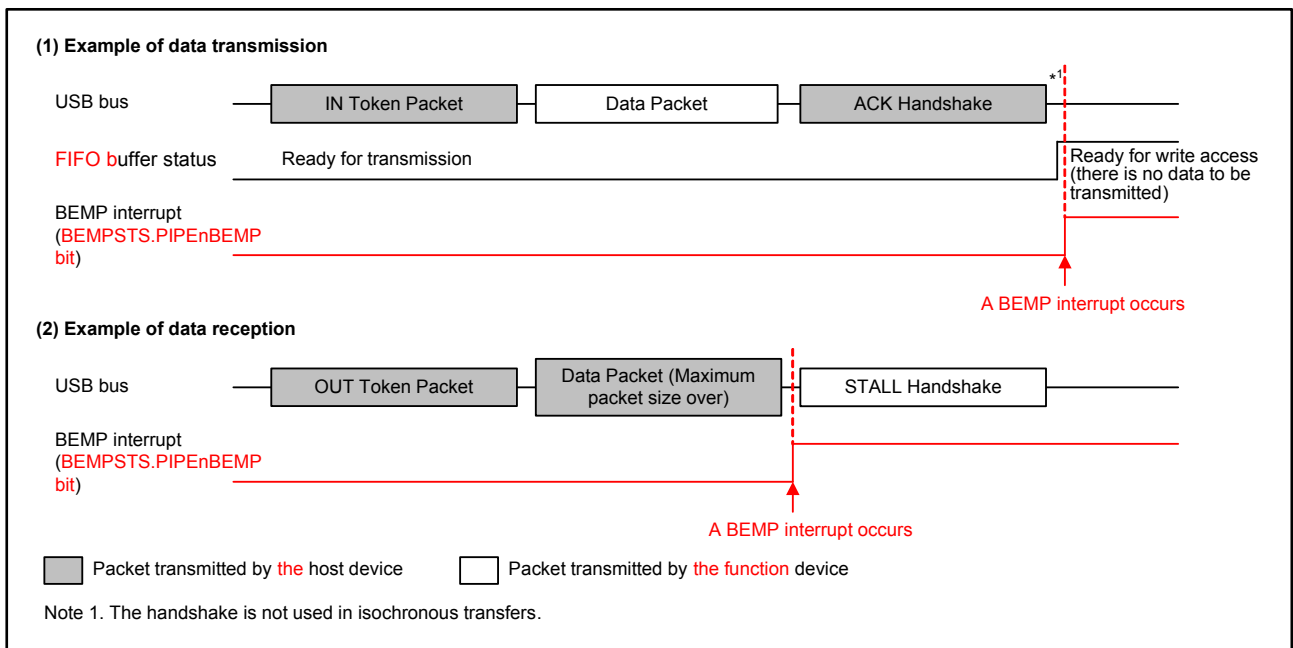 (1) Example of data transmission
*1
USB bus
IN Token Packet
Data Packet
ACK Handshake
FIFO buffer status
Ready for transmission
Ready for write access
(there is no data to be
transmitted)
BEMP interrupt
(BEMPSTS.PIPEnBEMP
bit)
A BEMP interrupt occurs
(2) Example of data reception
USB bus
OUT Token Packet
Data Packet (Maximum
packet size over)
STALL Handshake
BEMP interrupt
(BEMPSTS.PIPEnBEMP
bit)
A BEMP interrupt occurs
Packet transmitted by the host device
Packet transmitted by the function device
Note 1. The handshake is not used in isochronous transfers.